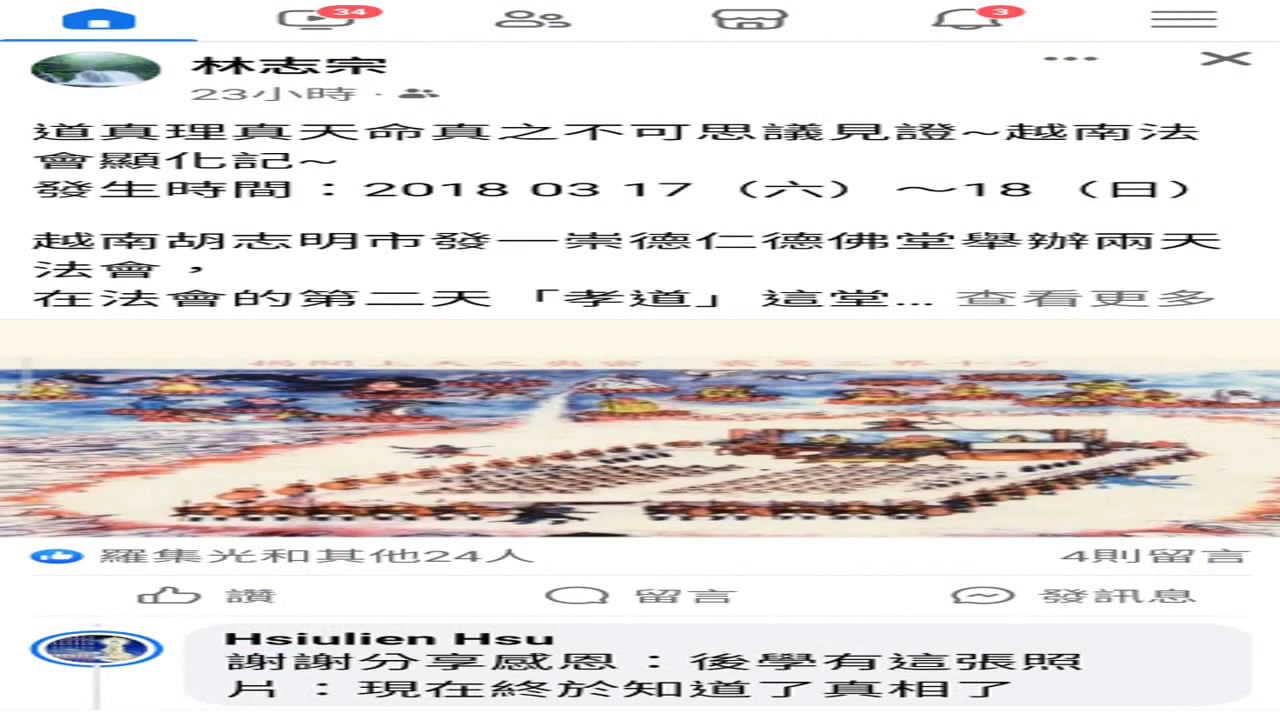 34
3
林志宗
23小時
道真理真天命真之不可思議見證~越南法
會顯化記~
發生時間：2018 03 17（六）～18（日）
越南胡志明市發一崇德仁德佛堂舉辦兩天
法會，
在法會的第二天「孝道」這堂... 查看更多
羅集光和其他24人
4則留言
讚
留言
發訊息
Hsiulien Hsu
謝謝分享感恩：後學有這張照
片：現在終於知道了真相了